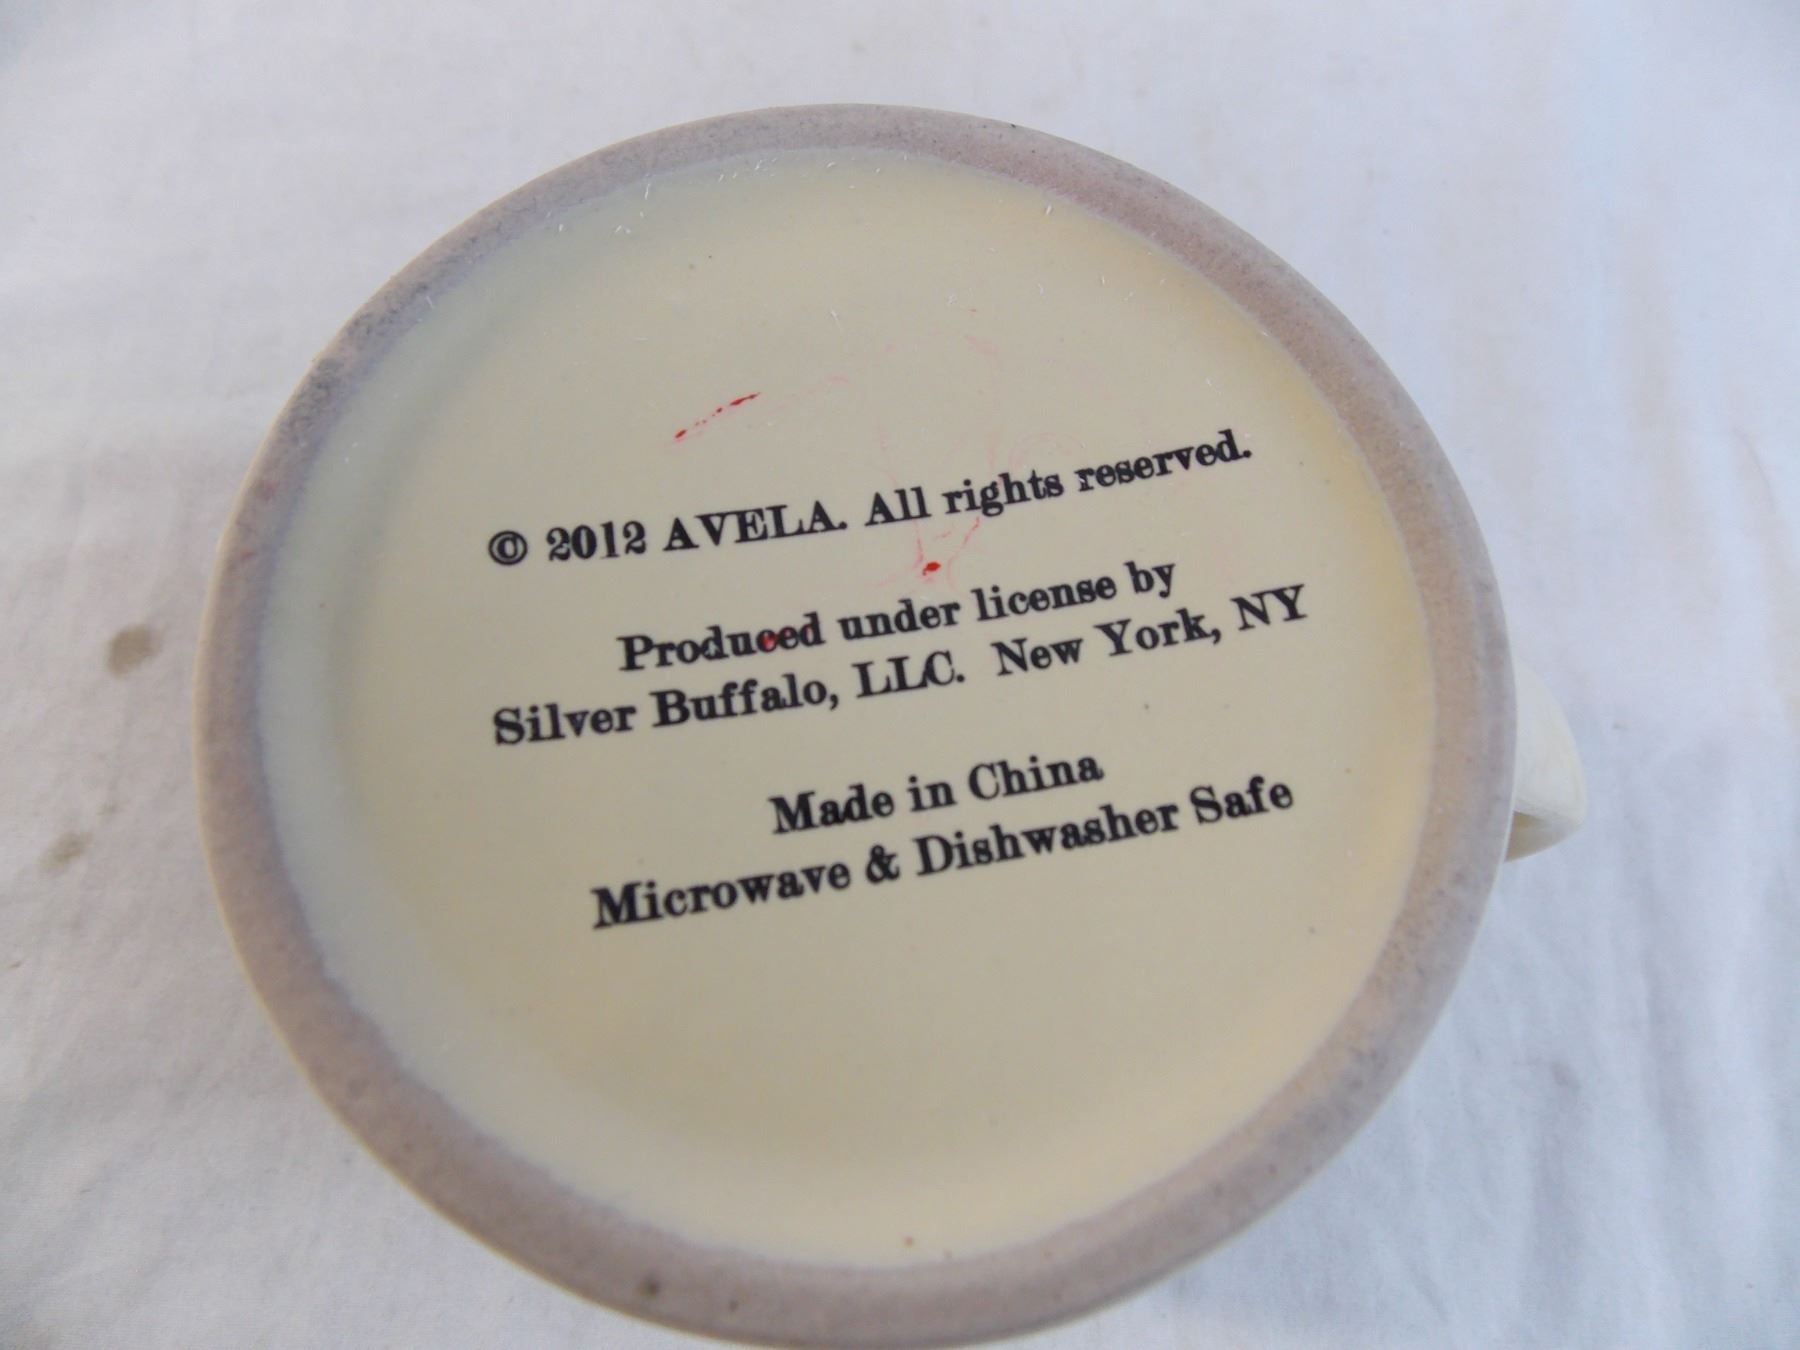 © 2012 AVELA. All rights reserved.
Produced under license by
Silver Buffalo, LLC. New York, NY
Made in China
Microwave & Dishwasher Safe